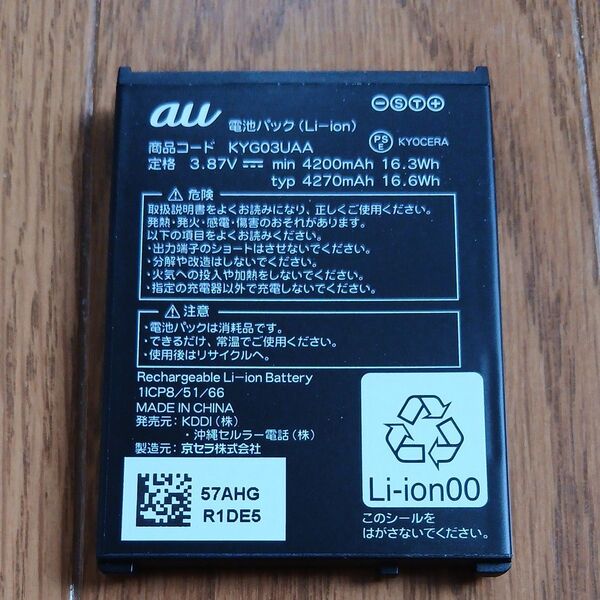 au
電池パック(Li-ion)
⊖ⓈⓉ⊕
商品コード KYG03UAA
PSE KYOCERA
定格 3.87V⎓ min 4200mAh 16.3Wh
typ 4270mAh 16.6Wh
⚠危険
取扱説明書をよくお読みになり、正しくご使用ください。
発熱・発火・感電・傷害のおそれがあります。
以下の項目をよくお読みください。
・出力端子のショートはさせないでください。
・分解や改造はしないでください。
・火気への投入や加熱をしないでください。
・指定の充電器以外で充電しないでください。
⚠注意
・電池パックは消耗品です。
・できるだけ、常温でご使用ください。
・使用後はリサイクルへ。
Rechargeable Li-ion Battery
1ICP8/51/66
MADE IN CHINA
発売元: KDDI(株)
・沖縄セルラー電話(株)
製造元: 京セラ株式会社
57AHG
R1DE5
Li-ion00
このシールを
はがさないでください。